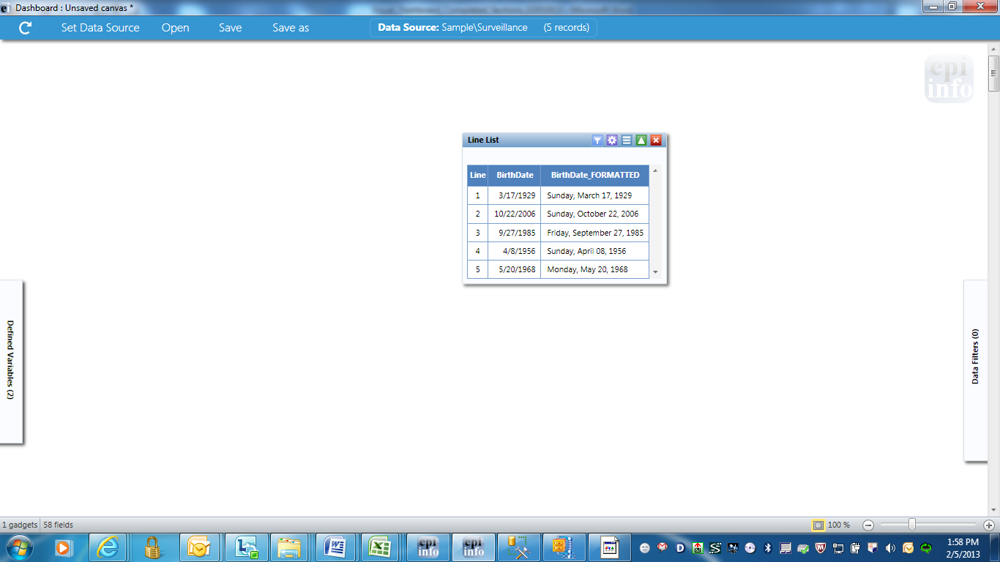 Dashboard : Unsaved canvas *
Set Data Source Open Save Save as Data Source: Sample\Surveillance (5 records)
epi info
Line List
Line BirthDate BirthDate_FORMATTED
1 3/17/1929 Sunday, March 17, 1929
2 10/22/2006 Sunday, October 22, 2006
3 9/27/1985 Friday, September 27, 1985
4 4/8/1956 Sunday, April 08, 1956
5 5/20/1968 Monday, May 20, 1968
Defined Variables (2)
Data Filters (0)
1 gadgets 58 fields
100 %
epi info
epi info
1:58 PM
2/5/2013